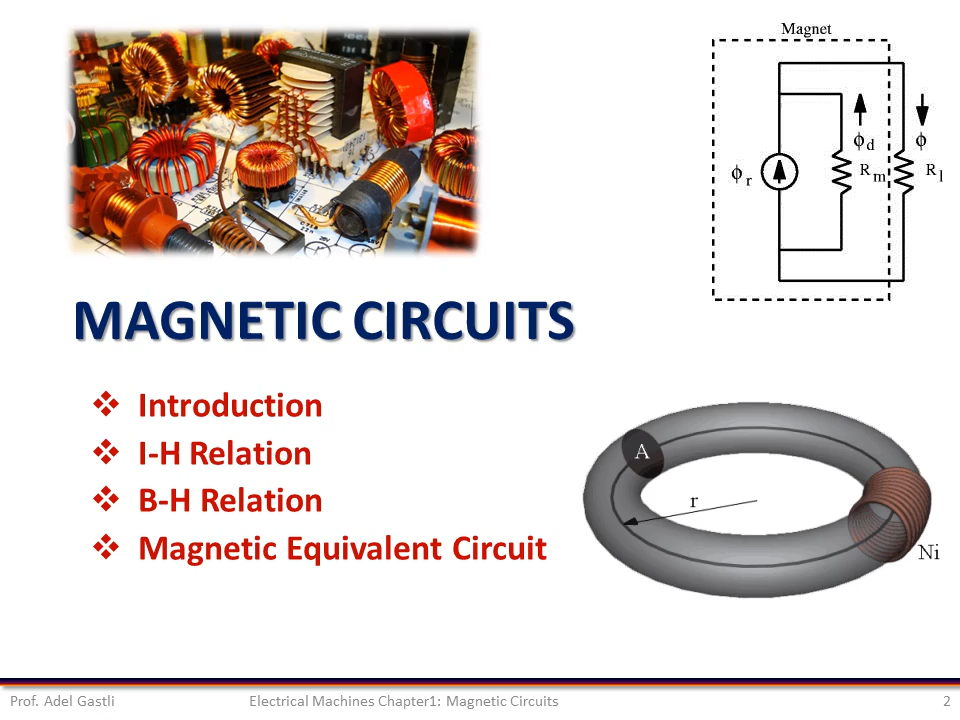 Magnet
ϕr
ϕd
Rm
ϕ
Rl
MAGNETIC CIRCUITS
❖ Introduction
❖ I-H Relation
❖ B-H Relation
❖ Magnetic Equivalent Circuit
A
r
Ni
Prof. Adel Gastli
Electrical Machines Chapter1: Magnetic Circuits
2